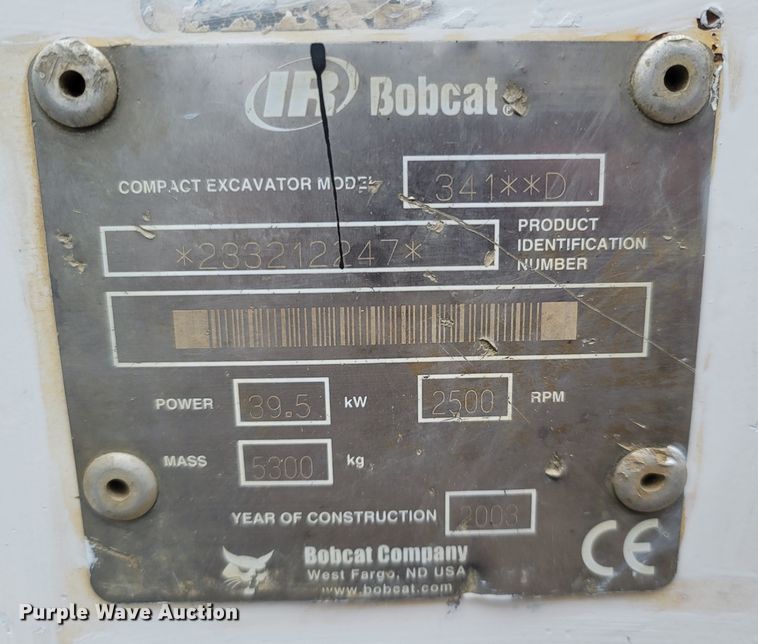 IR Bobcat
COMPACT EXCAVATOR MODEL 341**D
*233212247* PRODUCT IDENTIFICATION NUMBER
POWER 39.5 kW 2500 RPM
MASS 5300 kg
YEAR OF CONSTRUCTION 2003
CE
Bobcat Company
West Fargo, ND USA
www.bobcat.com
Purple Wave Auction